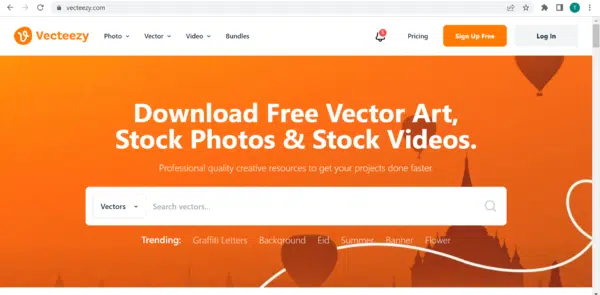 vecteezy.com
T
Vecteezy
Photo
Vector
Video
Bundles
5
Pricing
Sign Up Free
Log in
Download Free Vector Art,
Stock Photos & Stock Videos.
Professional quality creative resources to get your projects done faster.
Vectors
Search vectors...
Trending: Graffiti Letters Background Eid Summer Banner Flower